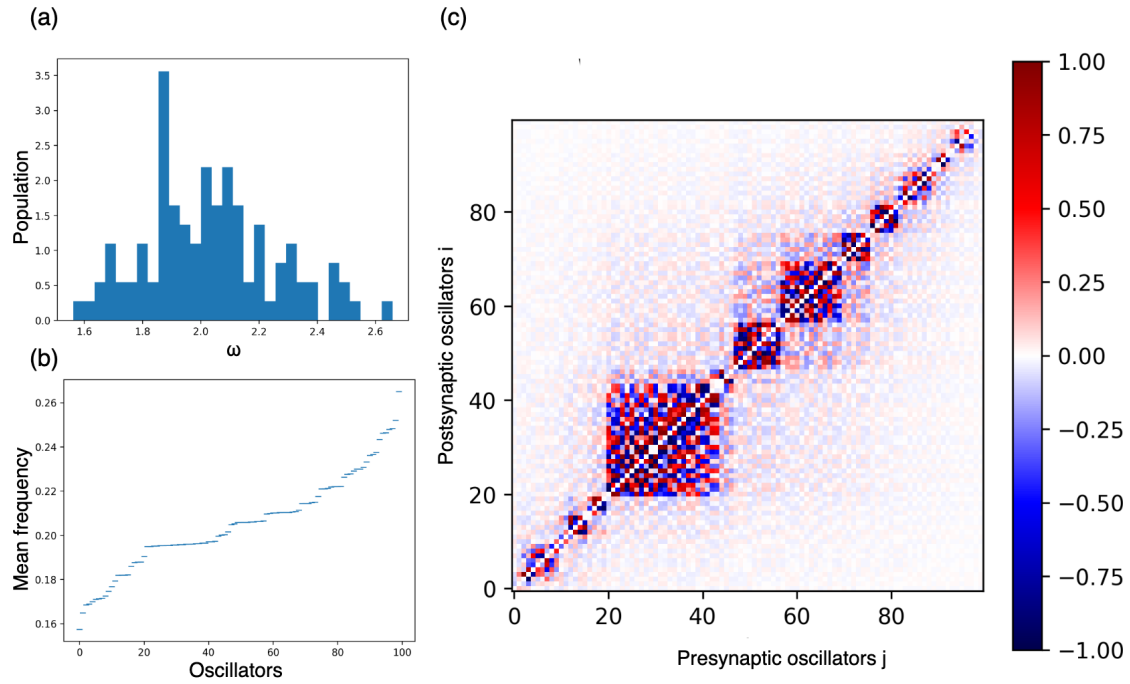 (a)
3.5
3.0
2.5
2.0
1.5
1.0
0.5
0.0
Population
1.6 1.8 2.0 2.2 2.4 2.6
ω
(b)
0.26
0.24
0.22
0.20
0.18
0.16
Mean frequency
0 20 40 60 80 100
Oscillators
(c)
80
60
40
20
0
Postsynaptic oscillators i
0 20 40 60 80
Presynaptic oscillators j
1.00
0.75
0.50
0.25
0.00
−0.25
−0.50
−0.75
−1.00